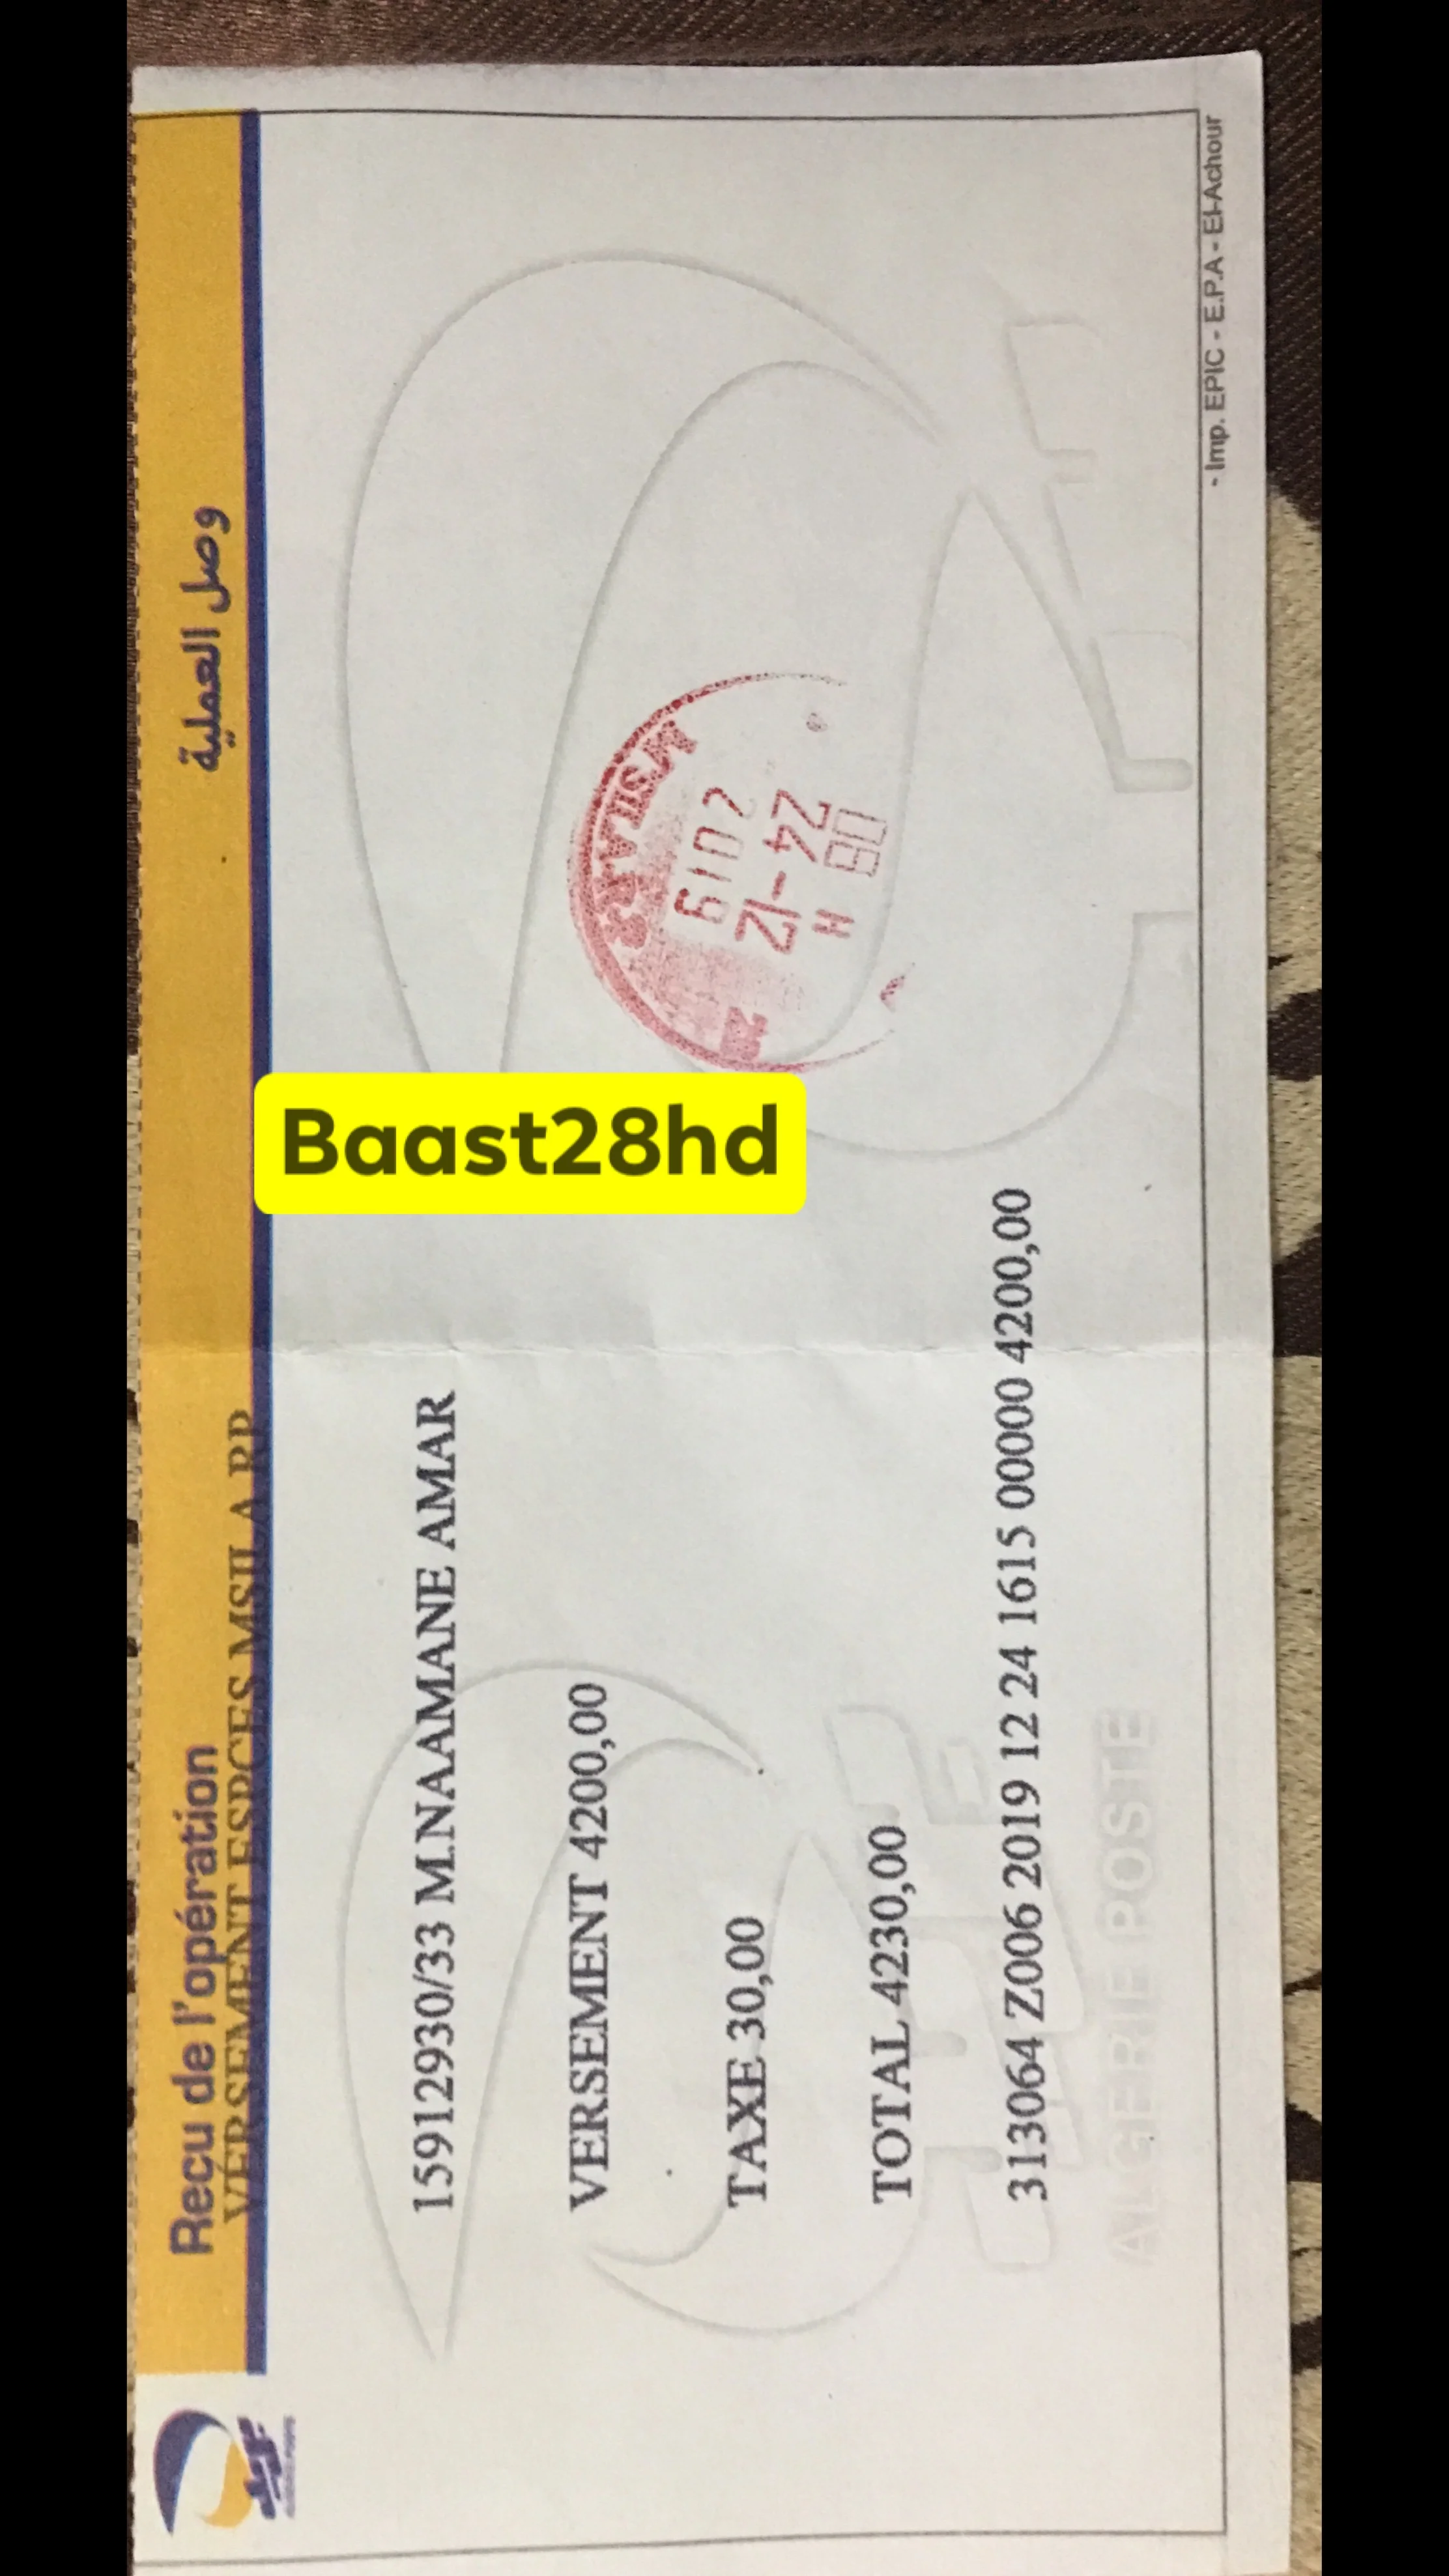 Recu de l'opération
وصل العملية
VERSEMENT ESPCES MSILA RP
15912930/33 M.NAAMANE AMAR
VERSEMENT 4200,00
TAXE 30,00
TOTAL 4230,00
313064 Z006 2019 12 24 1615 00000 4200,00
Baast28hd
MSILA R.P
2019
24-12
08 H
ALGERIE POSTE
- Imp. EPIC - E.P.A - El-Achour